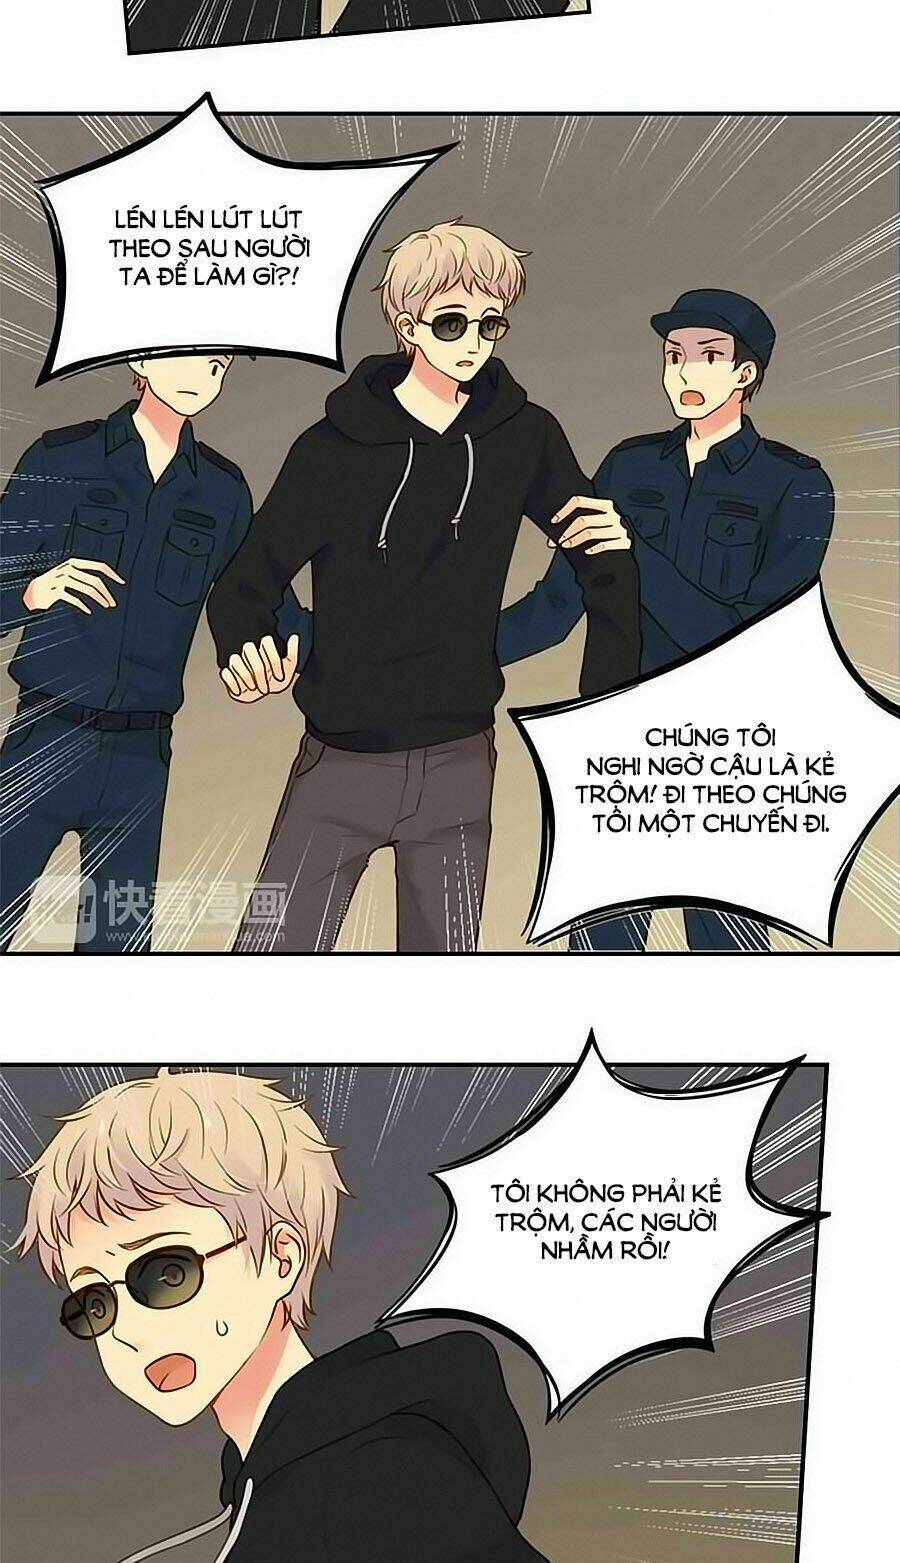 LÉN LÉN LÚT LÚT
THEO SAU NGƯỜI
TA ĐỂ LÀM GÌ?!
CHÚNG TÔI
NGHI NGỜ CẬU LÀ KẺ
TRỘM! ĐI THEO CHÚNG
TÔI MỘT CHUYẾN ĐI.
快看漫画
TÔI KHÔNG PHẢI KẺ
TRỘM, CÁC NGƯỜI
NHẦM RỒI!